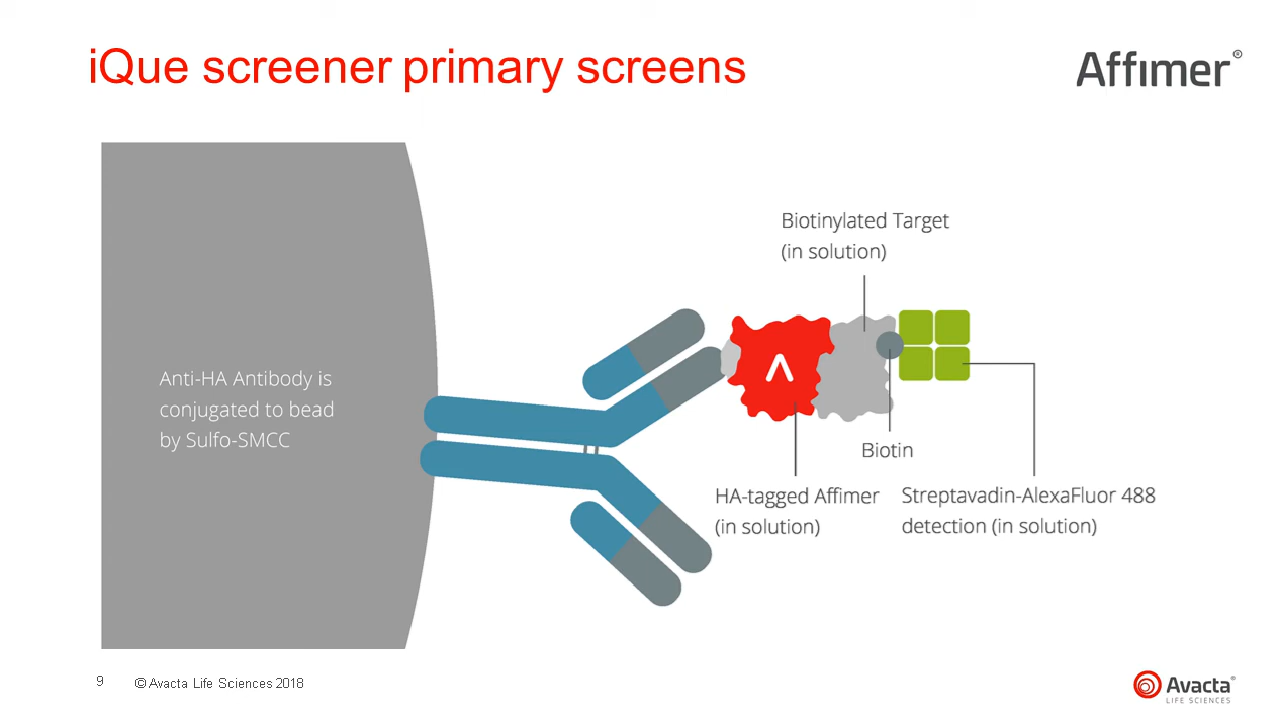 iQue screener primary screens
Affimer®
Biotinylated Target
(in solution)
Anti-HA Antibody is
conjugated to bead
by Sulfo-SMCC
Biotin
HA-tagged Affimer
(in solution)
Streptavadin-AlexaFluor 488
detection (in solution)
9
© Avacta Life Sciences 2018
Avacta®
LIFE SCIENCES